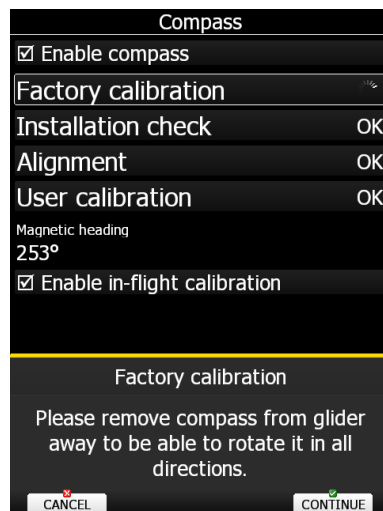 Compass
Enable compass
Factory calibration
Installation check OK
Alignment OK
User calibration OK
Magnetic heading
253°
Enable in-flight calibration
Factory calibration
Please remove compass from glider
away to be able to rotate it in all
directions.
CANCEL CONTINUE